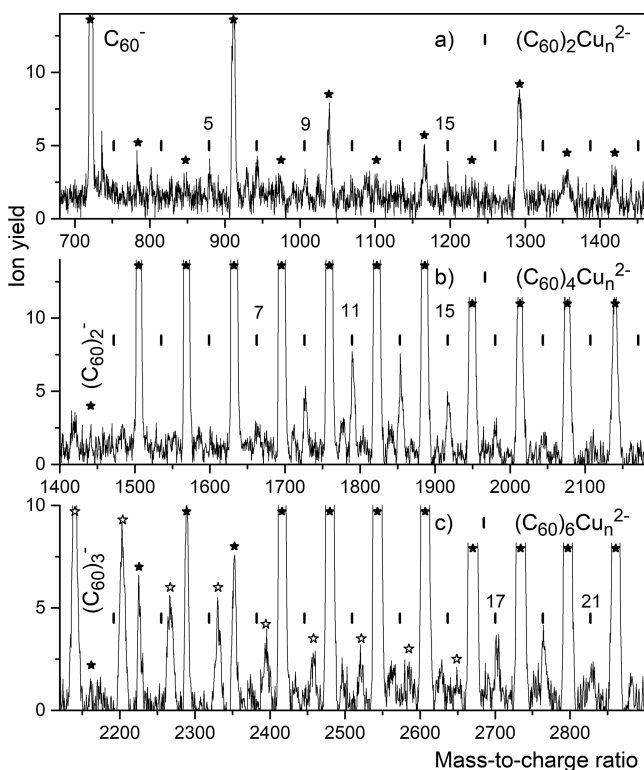 C60- a) (C60)2Cun2-
10
5
0
5 9 15
700 800 900 1000 1100 1200 1300 1400
Ion yield
b) (C60)4Cun2-
10
5
0
(C60)2-
7 11 15
1400 1500 1600 1700 1800 1900 2000 2100
c) (C60)6Cun2-
10
5
0
(C60)3-
17 21
2200 2300 2400 2500 2600 2700 2800
Mass-to-charge ratio